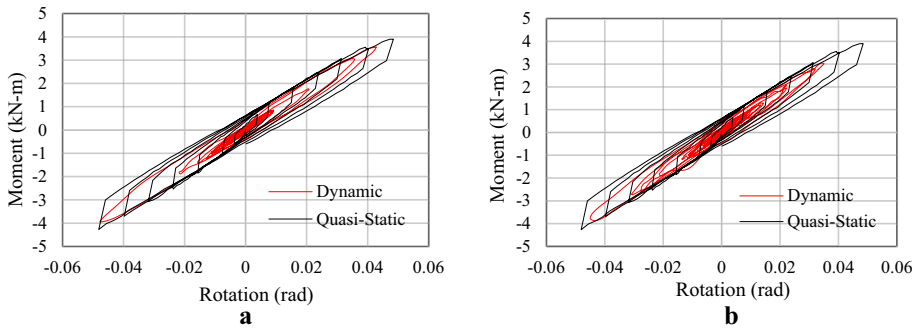 5
4
3
2
1
0
-1
-2
-3
-4
-5
Moment (kN-m)
Dynamic
Quasi-Static
-0.06 -0.04 -0.02 0 0.02 0.04 0.06
Rotation (rad)
a
5
4
3
2
1
0
-1
-2
-3
-4
-5
Moment (kN-m)
Dynamic
Quasi-Static
-0.06 -0.04 -0.02 0 0.02 0.04 0.06
Rotation (rad)
b